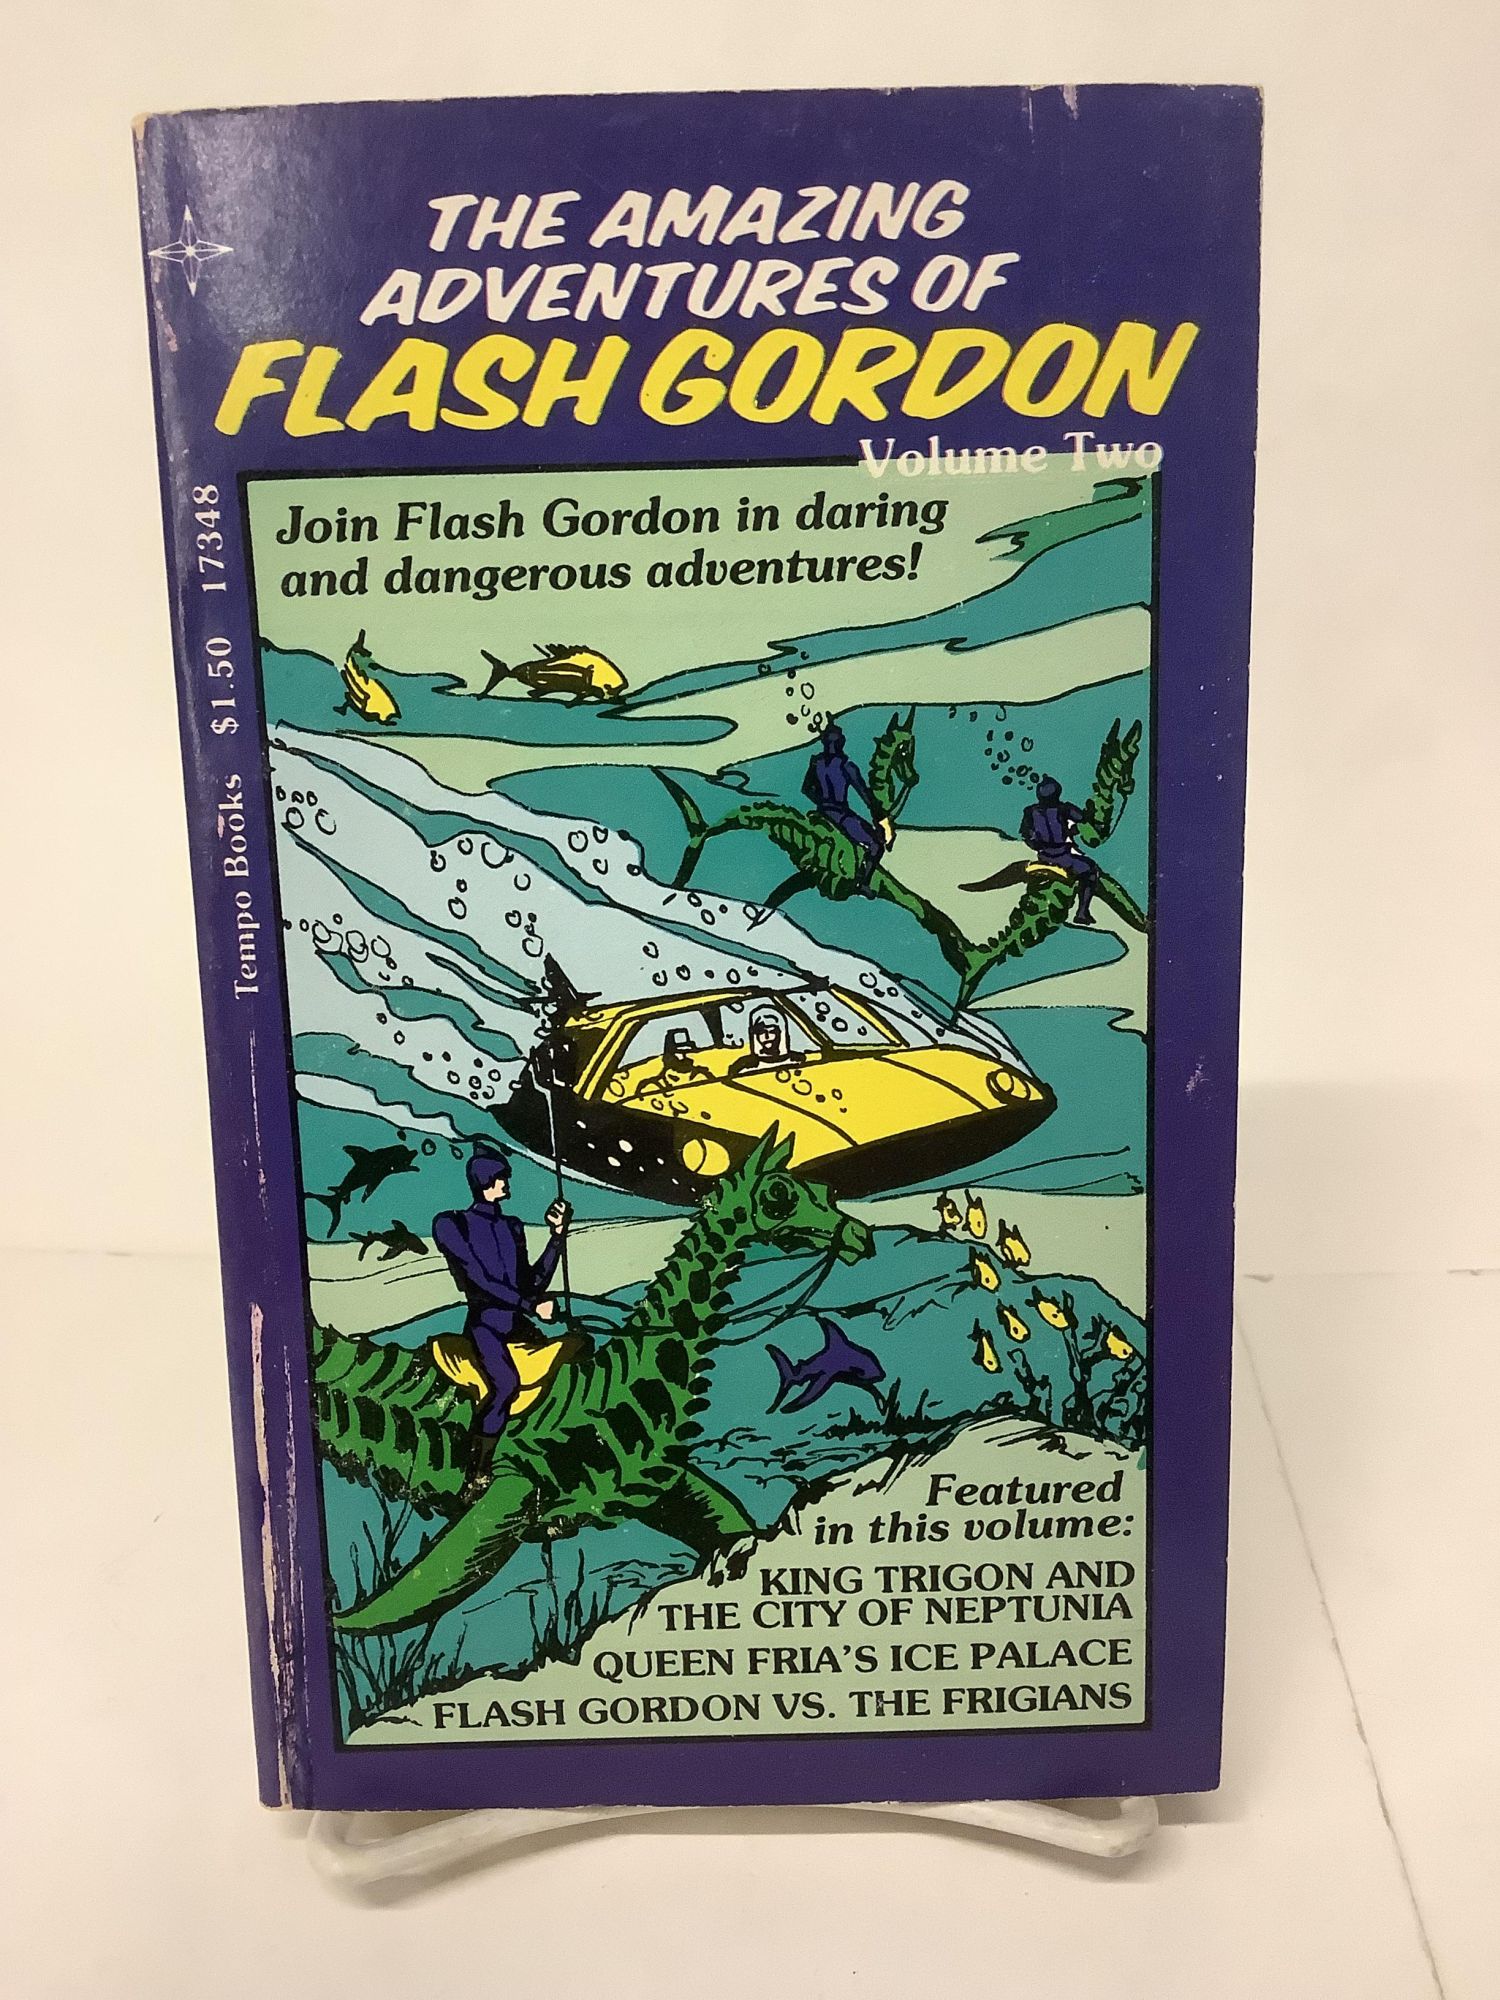 THE AMAZING
ADVENTURES OF
FLASH GORDON
Volume Two
Tempo Books $1.50 17348
Join Flash Gordon in daring
and dangerous adventures!
Featured
in this volume:
KING TRIGON AND
THE CITY OF NEPTUNIA
QUEEN FRIA'S ICE PALACE
FLASH GORDON VS. THE FRIGIANS